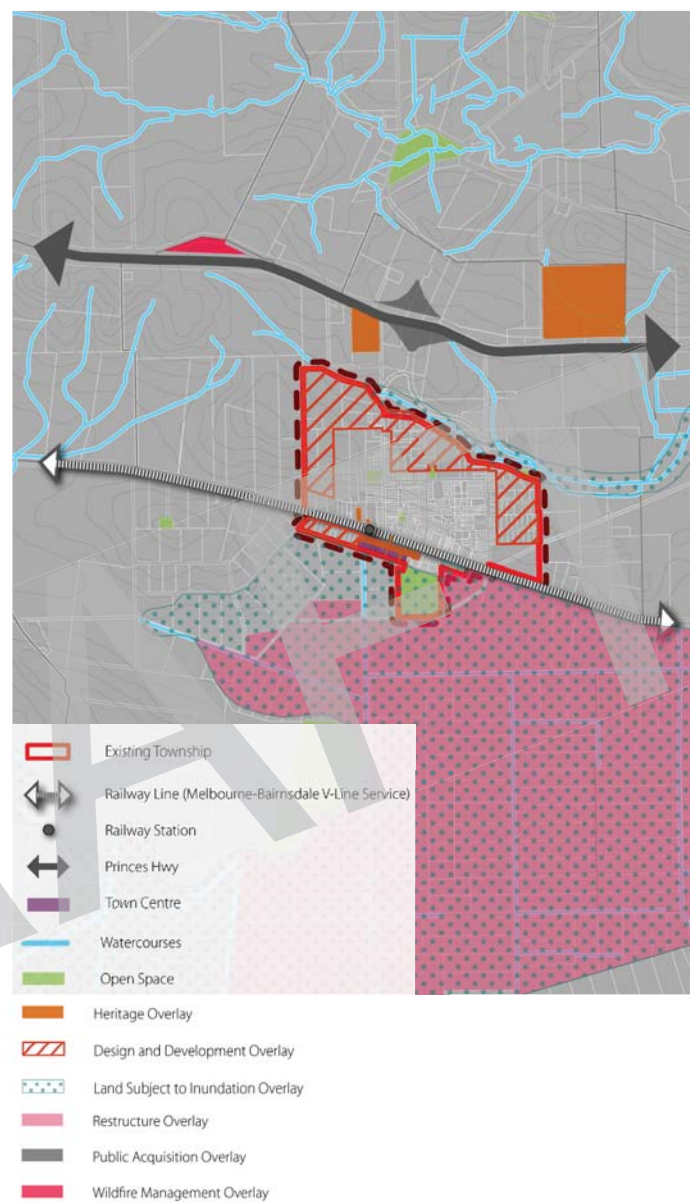 Existing Township
Railway Line (Melbourne-Bairnsdale V-Line Service)
Railway Station
Princes Hwy
Town Centre
Watercourses
Open Space
Heritage Overlay
Design and Development Overlay
Land Subject to Inundation Overlay
Restructure Overlay
Public Acquisition Overlay
Wildfire Management Overlay